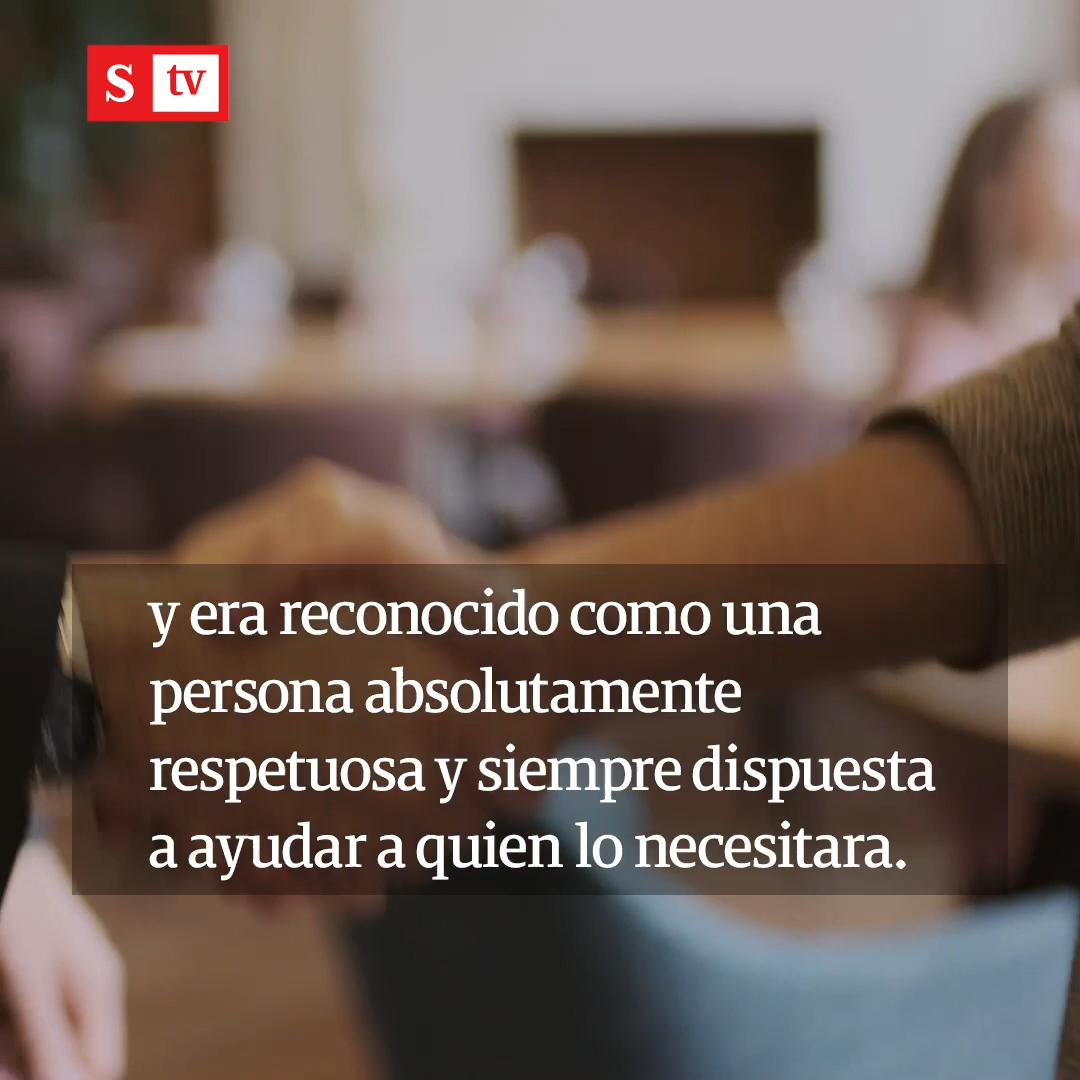 S tv
y era reconocido como una
persona absolutamente
respetuosa y siempre dispuesta
a ayudar a quien lo necesitara.